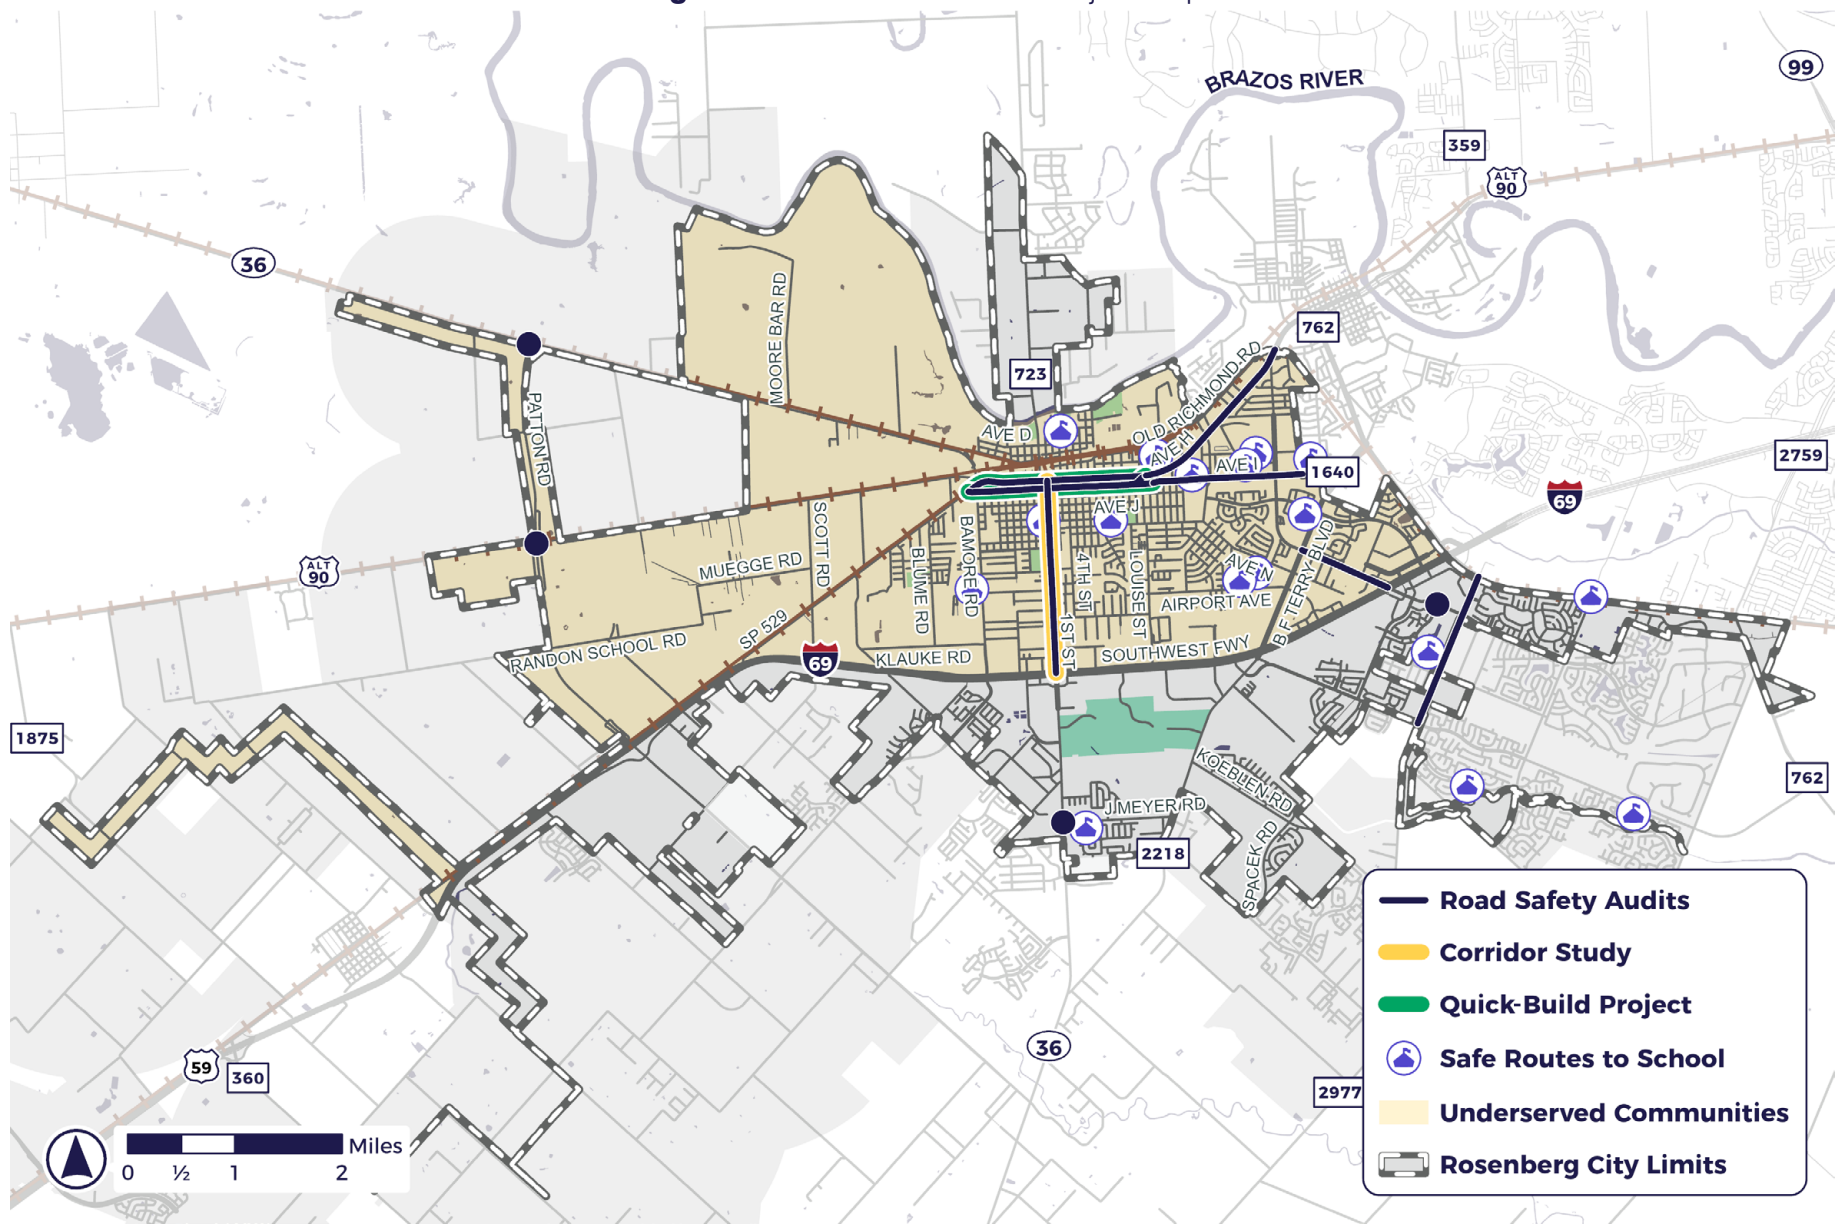 BRAZOS RIVER
99
359
ALT
90
36
762
MOORE BAR RD
723
OLD RICHMOND RD
PATTON RD
AVE D
AVE H
AVE I
1640
2759
69
AVE J
SCOTT RD
BAMORE RD
BLUME RD
MUEGGE RD
4TH ST
LOUISE ST
AVE N
B.F. TERRY BLVD
ALT
90
AIRPORT AVE
SP 529
1ST ST
RANDON SCHOOL RD
69
KLAUKE RD
SOUTHWEST FWY
1875
KOEBLEN RD
762
J MEYER RD
2218
SPACEK RD
36
59
360
2977
Road Safety Audits
Corridor Study
Quick-Build Project
Safe Routes to School
Underserved Communities
Rosenberg City Limits
Miles
0 ½ 1 2